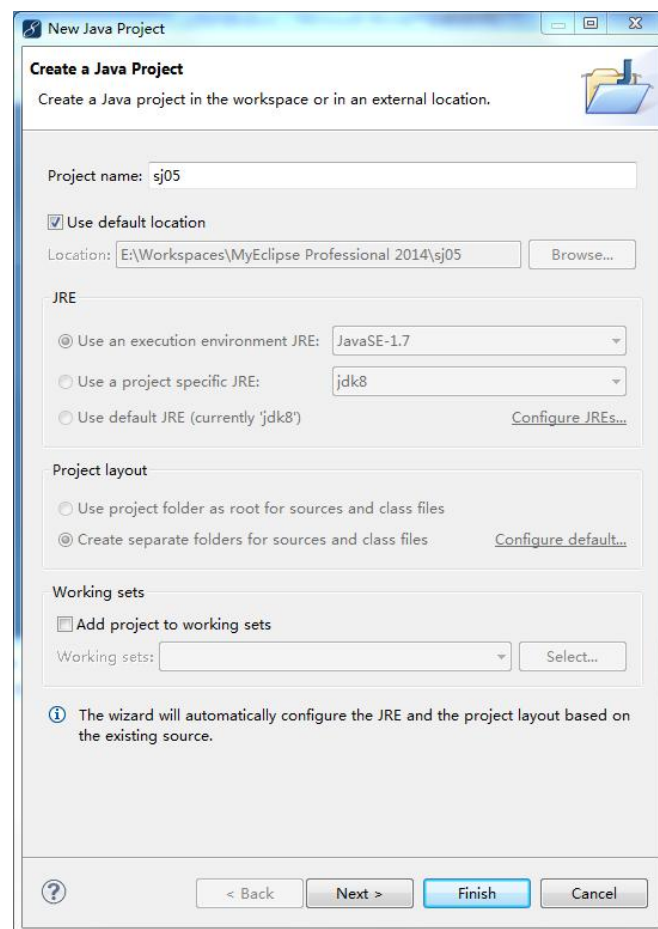 New Java Project
Create a Java Project
Create a Java project in the workspace or in an external location.
Project name: sj05
Use default location
Location: E:\Workspaces\MyEclipse Professional 2014\sj05 Browse...
JRE
Use an execution environment JRE: JavaSE-1.7
Use a project specific JRE: jdk8
Use default JRE (currently 'jdk8') Configure JREs...
Project layout
Use project folder as root for sources and class files
Create separate folders for sources and class files Configure default...
Working sets
Add project to working sets
Working sets: Select...
The wizard will automatically configure the JRE and the project layout based on
the existing source.
? < Back Next > Finish Cancel